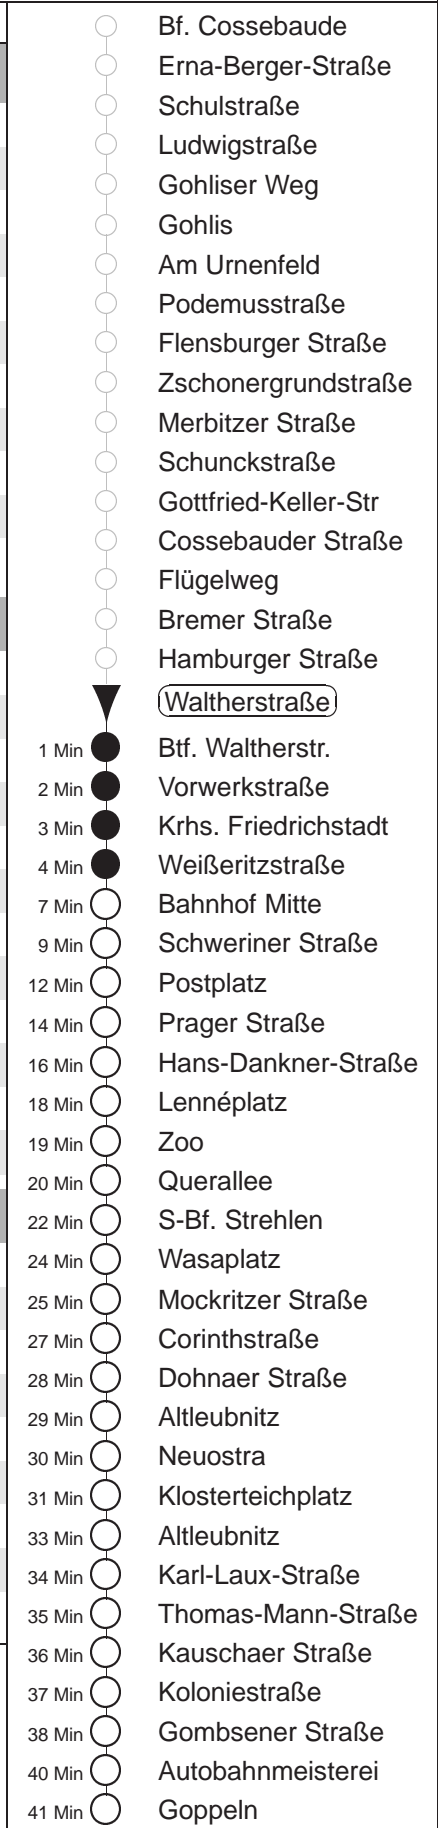 Bf. Cossebaude
Erna-Berger-Straße
Schulstraße
Ludwigstraße
Gohliser Weg
Gohlis
Am Urnenfeld
Podemusstraße
Flensburger Straße
Zschonergrundstraße
Merbitzer Straße
Schunckstraße
Gottfried-Keller-Str
Cossebauder Straße
Flügelweg
Bremer Straße
Hamburger Straße
Waltherstraße
1 Min Btf. Waltherstr.
2 Min Vorwerkstraße
3 Min Krhs. Friedrichstadt
4 Min Weißeritzstraße
7 Min Bahnhof Mitte
9 Min Schweriner Straße
12 Min Postplatz
14 Min Prager Straße
16 Min Hans-Dankner-Straße
18 Min Lennéplatz
19 Min Zoo
20 Min Querallee
22 Min S-Bf. Strehlen
24 Min Wasaplatz
25 Min Mockritzer Straße
27 Min Corinthstraße
28 Min Dohnaer Straße
29 Min Altleubnitz
30 Min Neuostra
31 Min Klosterteichplatz
33 Min Altleubnitz
34 Min Karl-Laux-Straße
35 Min Thomas-Mann-Straße
36 Min Kauschaer Straße
37 Min Koloniestraße
38 Min Gombsener Straße
40 Min Autobahnmeisterei
41 Min Goppeln